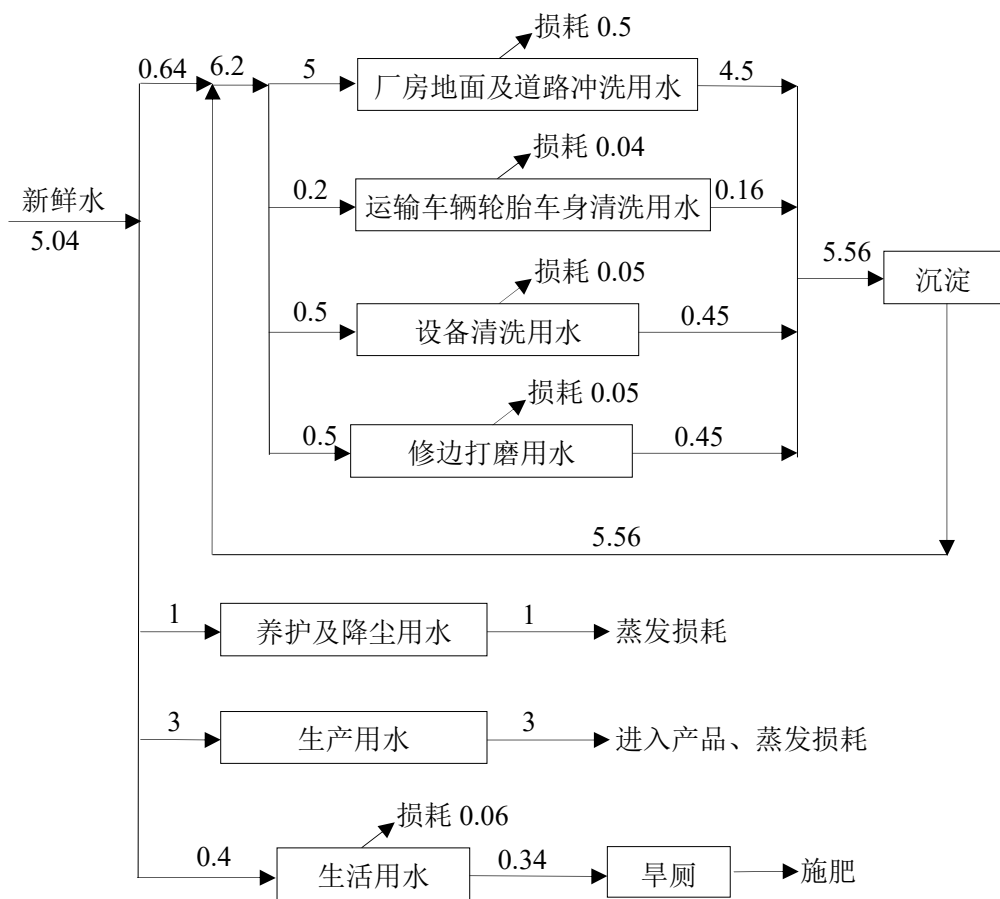 损耗 0.5
0.64
6.2
5
厂房地面及道路冲洗用水
4.5
损耗 0.04
新鲜水
5.04
0.2
运输车辆轮胎车身清洗用水
0.16
5.56
沉淀
损耗 0.05
0.5
设备清洗用水
0.45
损耗 0.05
0.5
修边打磨用水
0.45
5.56
1
养护及降尘用水
1
蒸发损耗
3
生产用水
3
进入产品、蒸发损耗
损耗 0.06
0.4
生活用水
0.34
旱厕
施肥